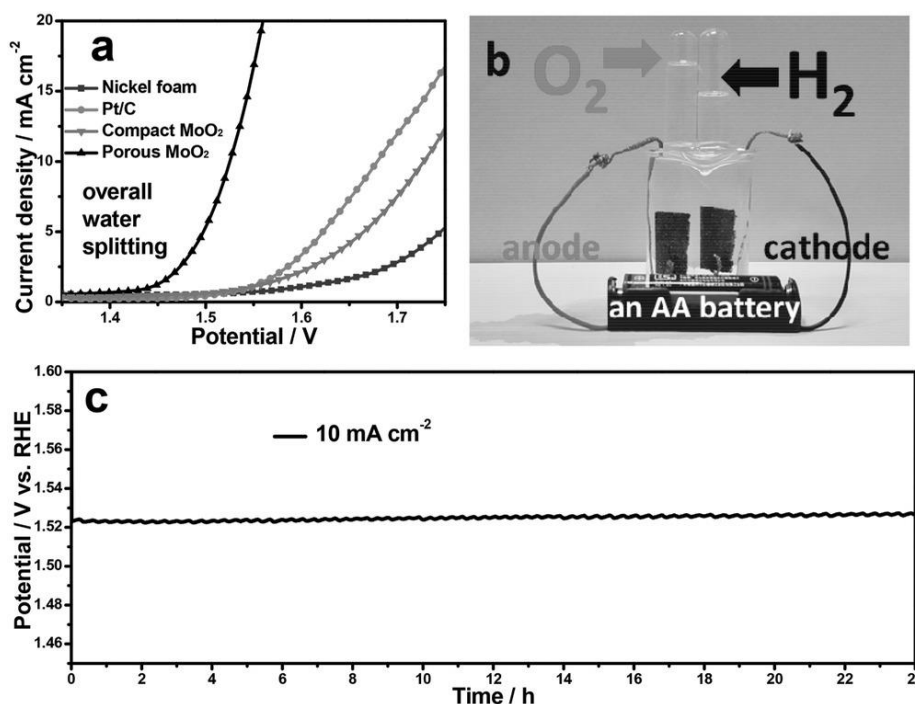 a
20
15
10
5
0
Current density / mA cm⁻²
Nickel foam
Pt/C
Compact MoO₂
Porous MoO₂
overall
water
splitting
1.4 1.5 1.6 1.7
Potential / V
b
O₂
H₂
anode
cathode
an AA battery
c
1.60
1.58
1.56
1.54
1.52
1.50
1.48
1.46
Potential / V vs. RHE
10 mA cm⁻²
0 2 4 6 8 10 12 14 16 18 20 22
Time / h